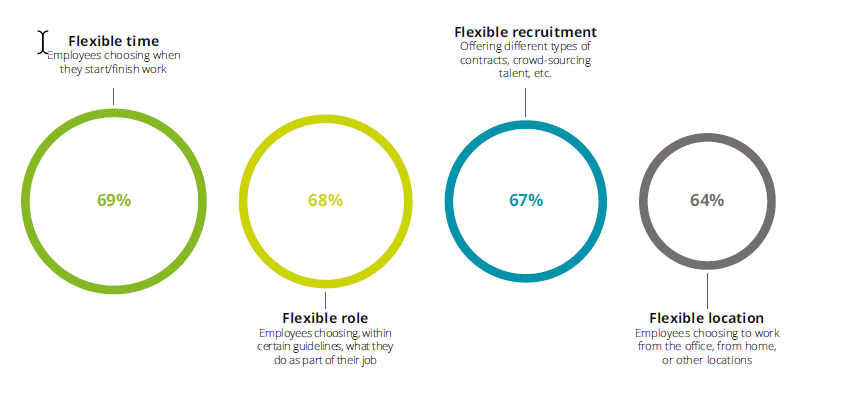 Flexible time
Employees choosing when
they start/finish work
Flexible recruitment
Offering different types of
contracts, crowd-sourcing
talent, etc.
69%
68%
67%
64%
Flexible role
Employees choosing, within
certain guidelines, what they
do as part of their job
Flexible location
Employees choosing to work
from the office, from home,
or other locations